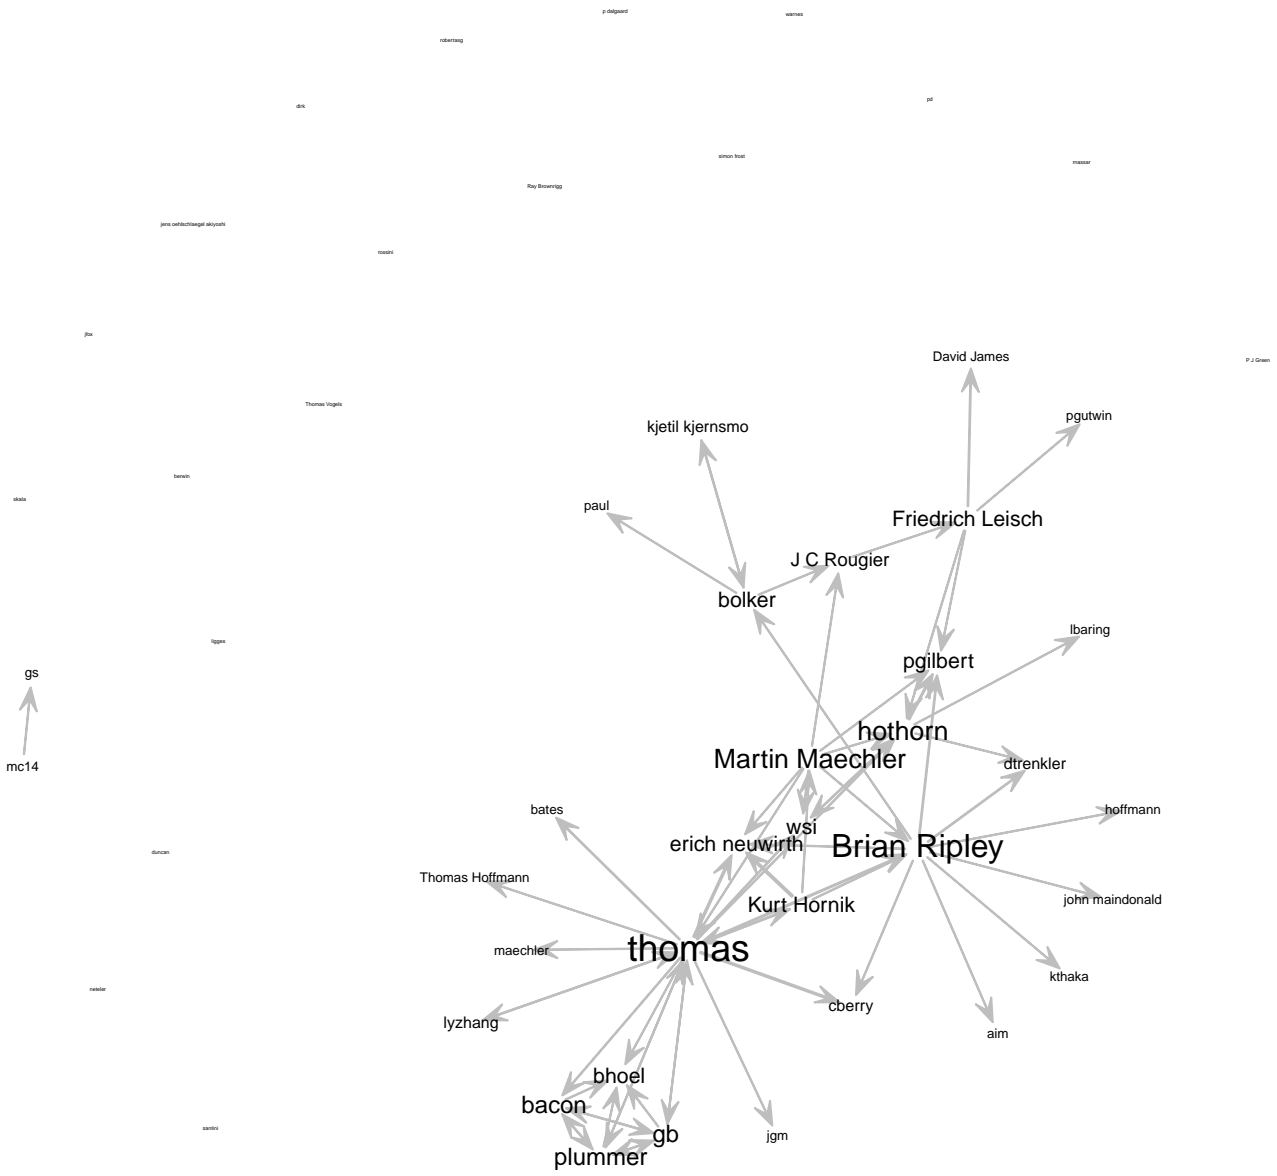 p dalgaard
warnes
robertasg
dirk
pd
simon frost
massar
Ray Brownrigg
jens oehlschlaegel akiyoshi
rossini
jfox
David James
P J Green
Thomas Vogels
pgutwin
kjetil kjernsmo
berwin
skala
paul
Friedrich Leisch
J C Rougier
bolker
lbaring
liggas
pgilbert
gs
hothorn
Martin Maechler
dtrenkler
mc14
bates
hoffmann
wsi
erich neuwirth
Brian Ripley
duncan
Thomas Hoffmann
john maindonald
Kurt Hornik
thomas
maechler
kthaka
neteler
cberry
lyzhang
aim
bhoel
bacon
santini
gb
jgm
plummer